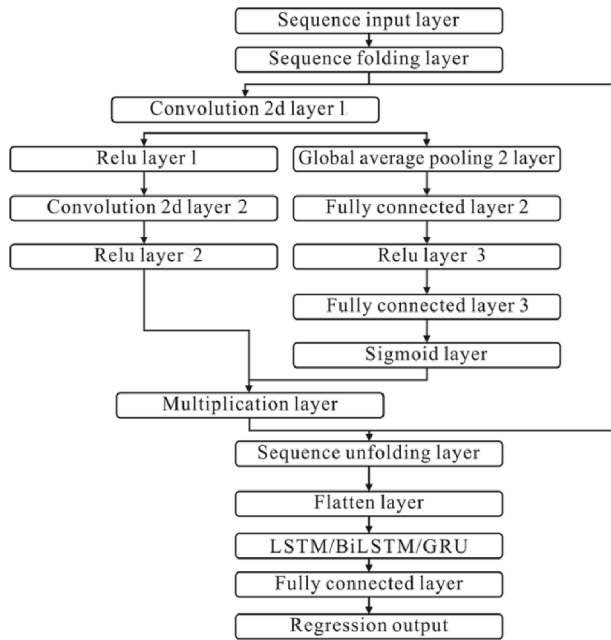 Sequence input layer
Sequence folding layer
Convolution 2d layer 1
Relu layer 1
Global average pooling 2 layer
Convolution 2d layer 2
Fully connected layer 2
Relu layer 2
Relu layer 3
Fully connected layer 3
Sigmoid layer
Multiplication layer
Sequence unfolding layer
Flatten layer
LSTM/BiLSTM/GRU
Fully connected layer
Regression output